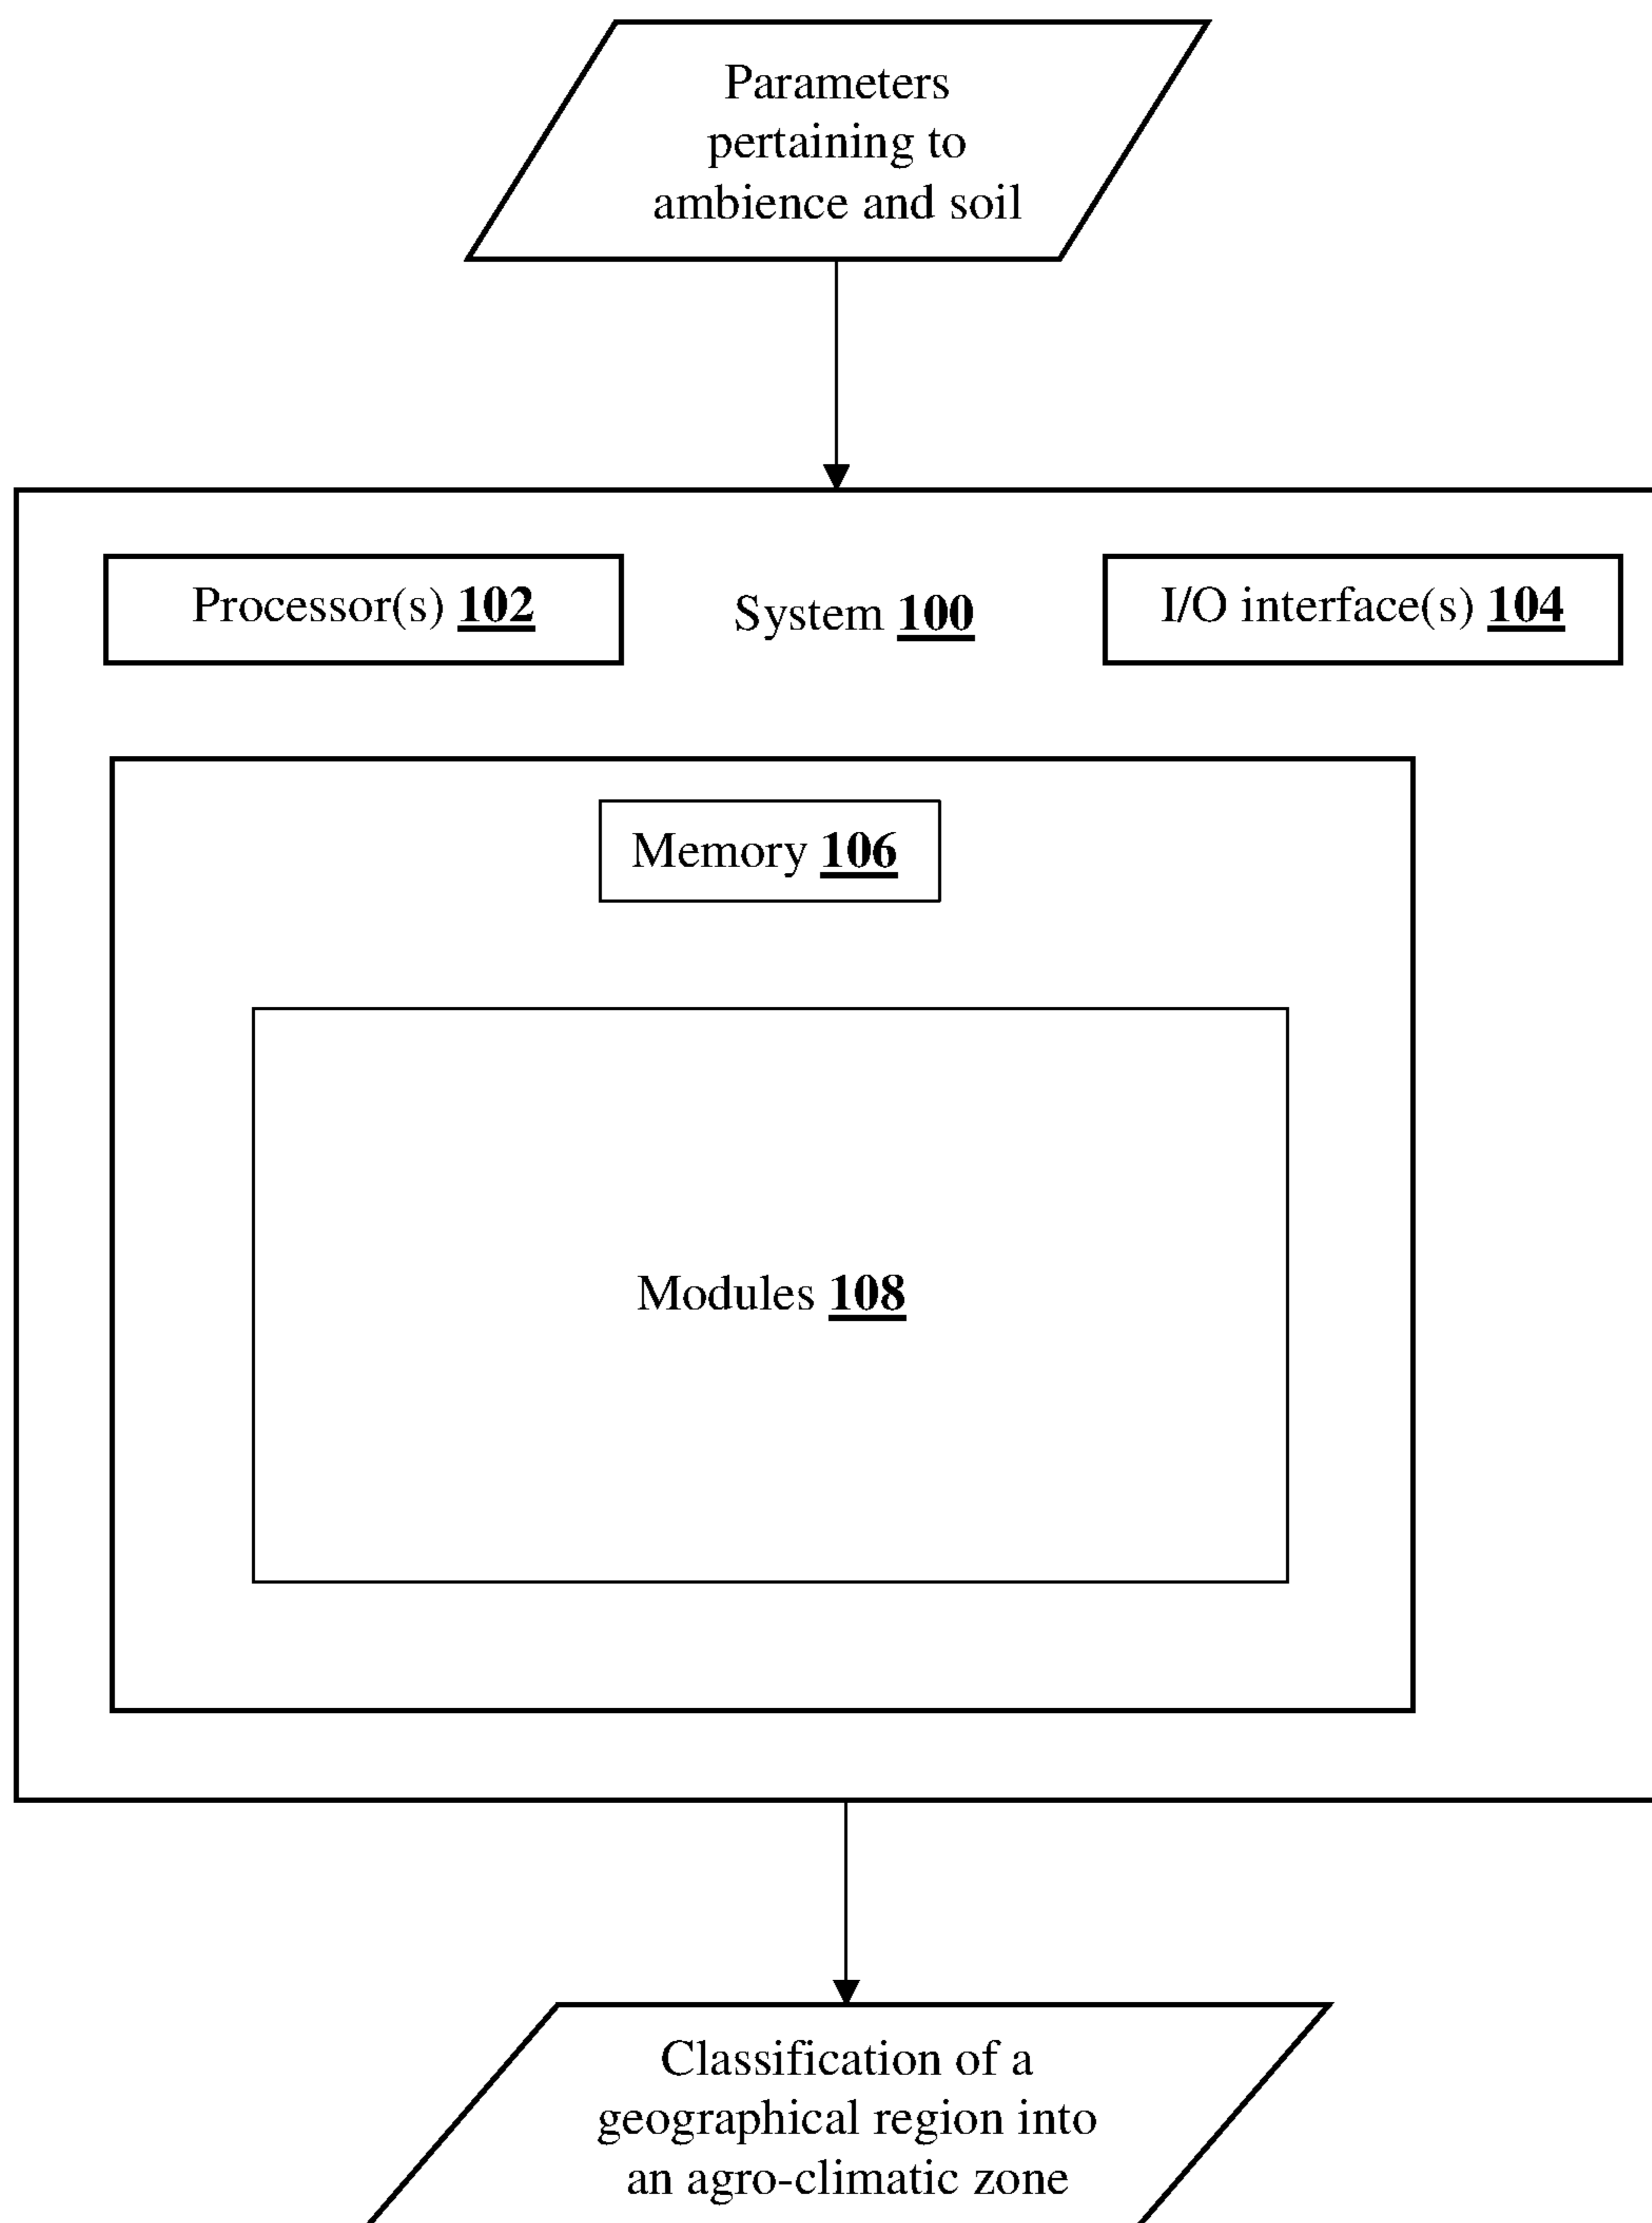 Parameters
pertaining to
ambience and soil
Processor(s) 102
System 100
I/O interface(s) 104
Memory 106
Modules 108
Classification of a
geographical region into
an agro-climatic zone